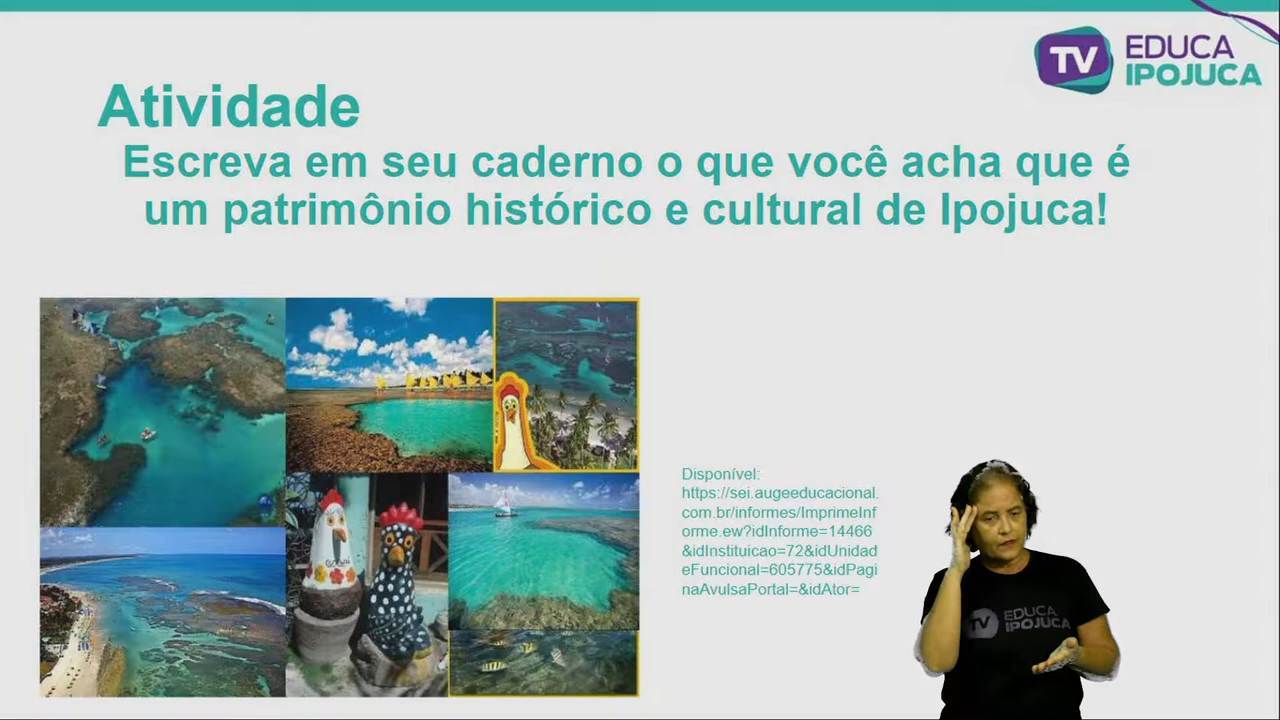 TV EDUCA
IPOJUCA
Atividade
Escreva em seu caderno o que você acha que é
um patrimônio histórico e cultural de Ipojuca!
Disponível:
https://sei.augeeducacional.
com.br/informes/ImprimeInf
orme.ew?idInforme=14466
&idInstituicao=72&idUnidad
eFuncional=605775&idPagi
naAvulsaPortal=&idAtor=
TV EDUCA
IPOJUCA